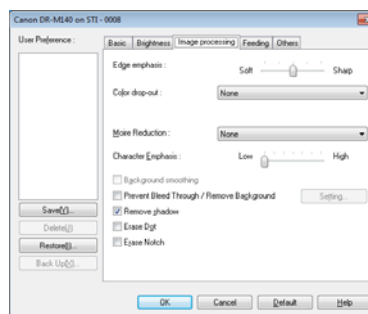 Canon DR-M140 on STI - 0008
User Preference :
Basic Brightness Image processing Feeding Others
Edge emphasis : Soft Sharp
Color drop-out : None
Moire Reduction : None
Character Emphasis : Low High
Background smoothing
Prevent Bleed Through / Remove Background Setting...
Save(V)... Remove shadow
Delete(J) Erase Dot
Restore(I)... Erase Notch
Back Up(X)...
OK Cancel Default Help